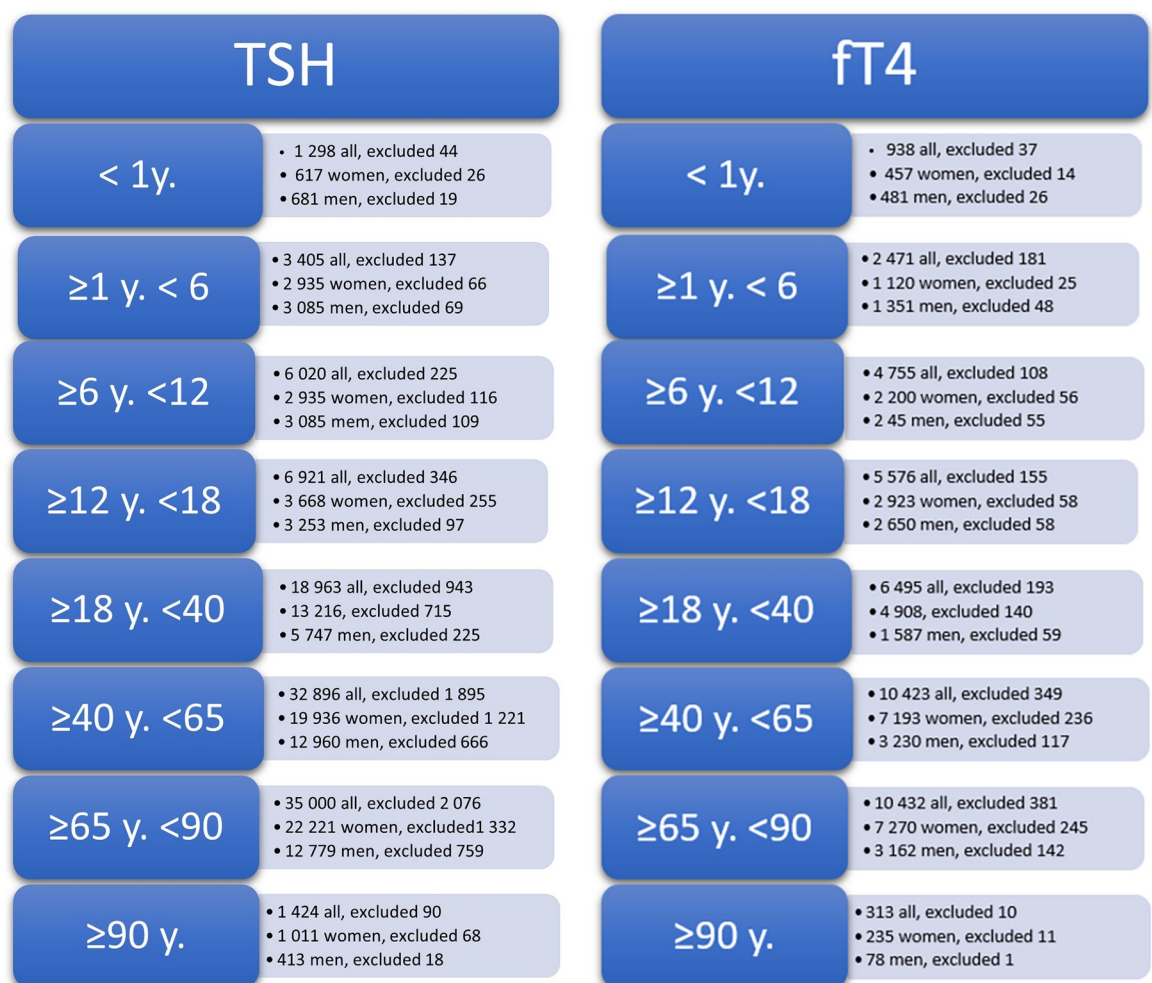 TSH
< 1y.
• 1 298 all, excluded 44
• 617 women, excluded 26
• 681 men, excluded 19
≥1 y. < 6
• 3 405 all, excluded 137
• 2 935 women, excluded 66
• 3 085 men, excluded 69
≥6 y. <12
• 6 020 all, excluded 225
• 2 935 women, excluded 116
• 3 085 mem, excluded 109
≥12 y. <18
• 6 921 all, excluded 346
• 3 668 women, excluded 255
• 3 253 men, excluded 97
≥18 y. <40
• 18 963 all, excluded 943
• 13 216, excluded 715
• 5 747 men, excluded 225
≥40 y. <65
• 32 896 all, excluded 1 895
• 19 936 women, excluded 1 221
• 12 960 men, excluded 666
≥65 y. <90
• 35 000 all, excluded 2 076
• 22 221 women, excluded1 332
• 12 779 men, excluded 759
≥90 y.
• 1 424 all, excluded 90
• 1 011 women, excluded 68
• 413 men, excluded 18
fT4
< 1y.
• 938 all, excluded 37
• 457 women, excluded 14
• 481 men, excluded 26
≥1 y. < 6
• 2 471 all, excluded 181
• 1 120 women, excluded 25
• 1 351 men, excluded 48
≥6 y. <12
• 4 755 all, excluded 108
• 2 200 women, excluded 56
• 2 45 men, excluded 55
≥12 y. <18
• 5 576 all, excluded 155
• 2 923 women, excluded 58
• 2 650 men, excluded 58
≥18 y. <40
• 6 495 all, excluded 193
• 4 908, excluded 140
• 1 587 men, excluded 59
≥40 y. <65
• 10 423 all, excluded 349
• 7 193 women, excluded 236
• 3 230 men, excluded 117
≥65 y. <90
• 10 432 all, excluded 381
• 7 270 women, excluded 245
• 3 162 men, excluded 142
≥90 y.
• 313 all, excluded 10
• 235 women, excluded 11
• 78 men, excluded 1